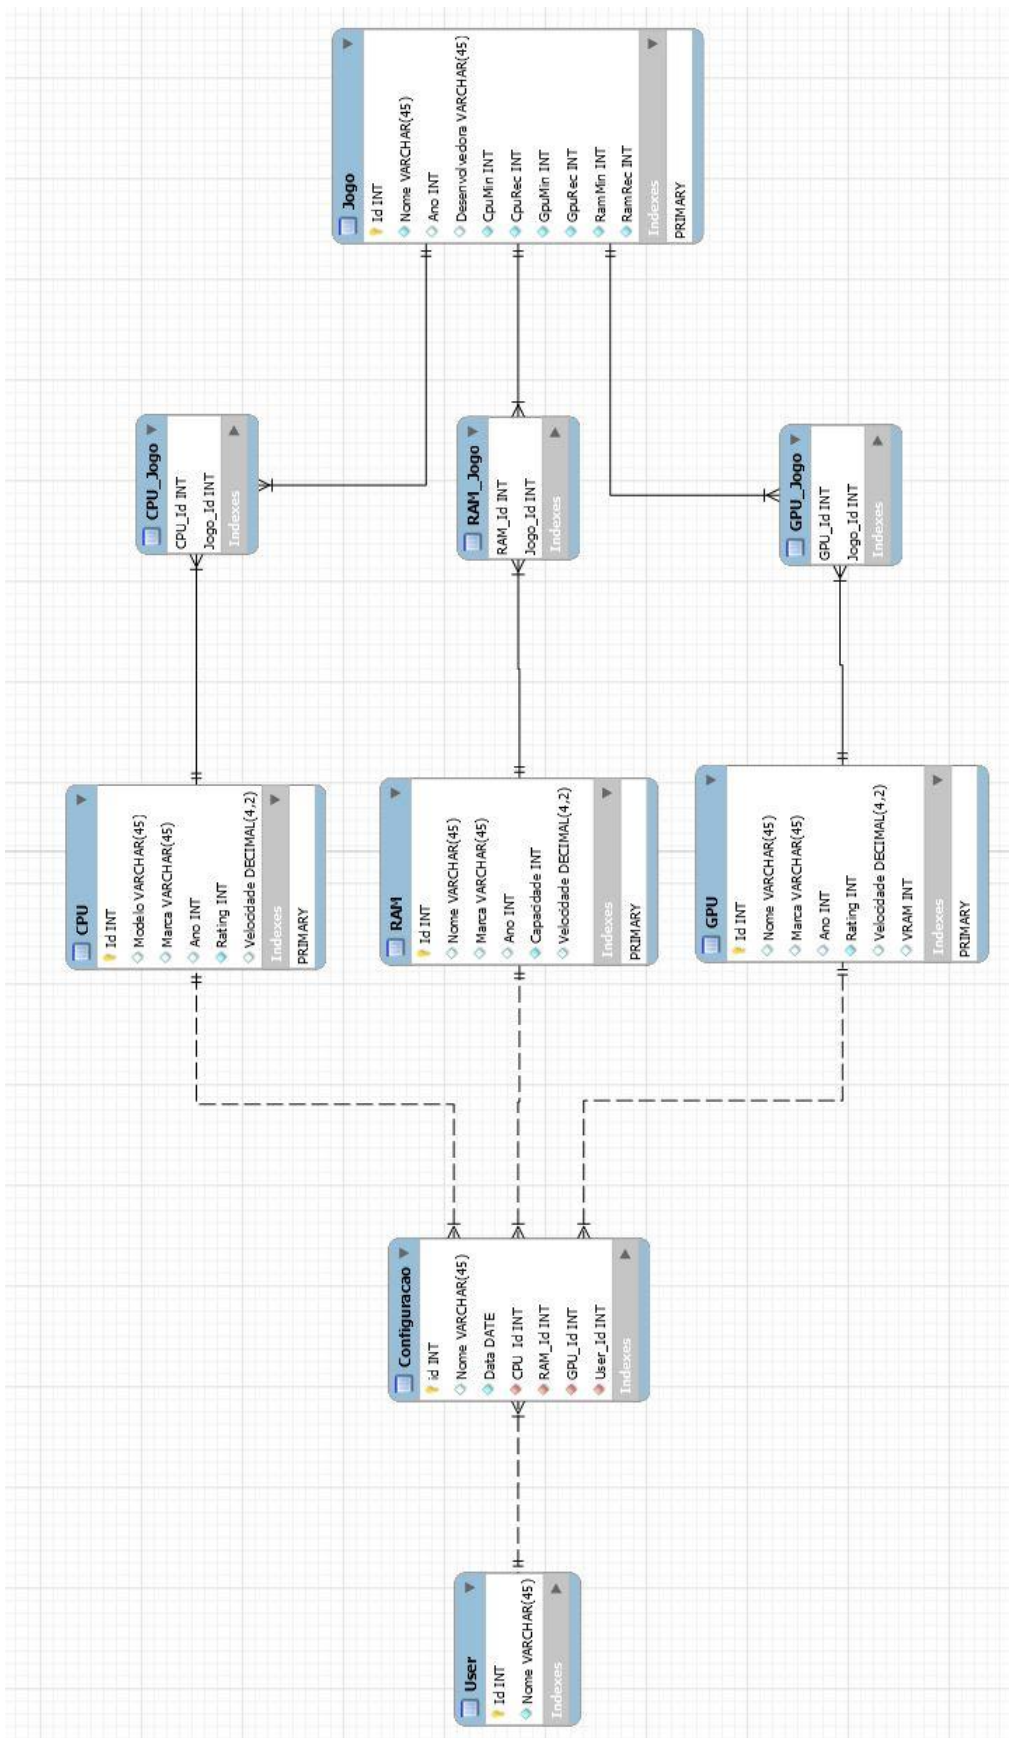 User
Id INT
Nome VARCHAR(45)
Indexes
Configuracao
id INT
Nome VARCHAR(45)
Data DATE
CPU_Id INT
RAM_Id INT
GPU_Id INT
User_Id INT
Indexes
CPU
Id INT
Modelo VARCHAR(45)
Marca VARCHAR(45)
Ano INT
Rating INT
Velocidade DECIMAL(4,2)
Indexes
PRIMARY
RAM
Id INT
Nome VARCHAR(45)
Marca VARCHAR(45)
Ano INT
Capacidade INT
Velocidade DECIMAL(4,2)
Indexes
PRIMARY
GPU
Id INT
Nome VARCHAR(45)
Marca VARCHAR(45)
Ano INT
Rating INT
Velocidade DECIMAL(4,2)
VRAM INT
Indexes
PRIMARY
CPU_Jogo
CPU_Id INT
Jogo_Id INT
Indexes
RAM_Jogo
RAM_Id INT
Jogo_Id INT
Indexes
GPU_Jogo
GPU_Id INT
Jogo_Id INT
Indexes
Jogo
Id INT
Nome VARCHAR(45)
Ano INT
Desenvolvedora VARCHAR(45)
CpuMin INT
CpuRec INT
GpuMin INT
GpuRec INT
RamMin INT
RamRec INT
Indexes
PRIMARY